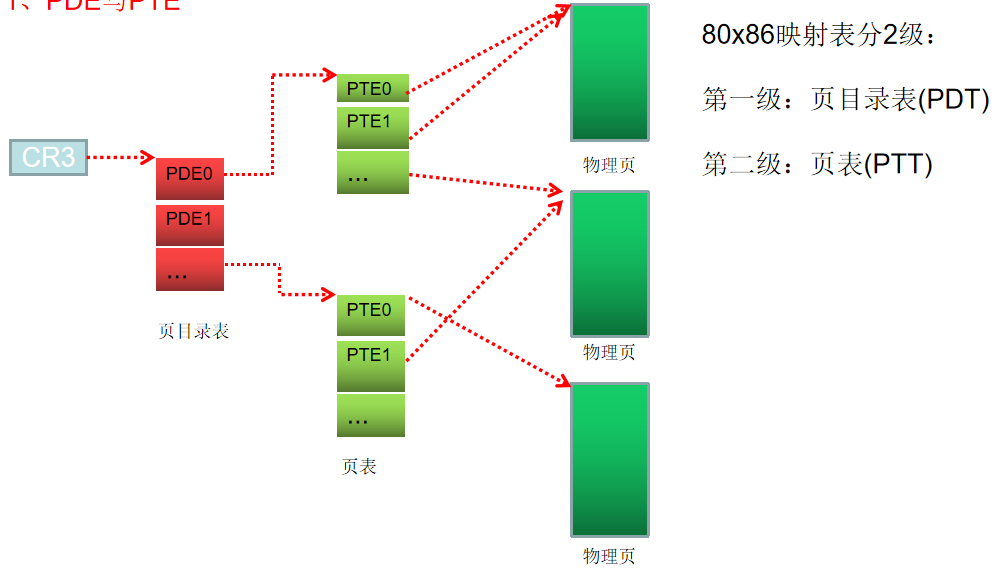 1、PDE与PTE
80x86映射表分2级：
第一级：页目录表(PDT)
第二级：页表(PTT)
CR3
PDE0
PDE1
...
页目录表
PTE0
PTE1
...
PTE0
PTE1
...
页表
物理页
物理页
物理页